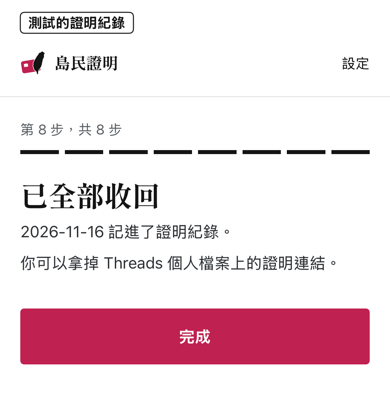 測試的證明紀錄
島民證明
設定
第 8 步，共 8 步
已全部收回
2026-11-16 記進了證明紀錄。
你可以拿掉 Threads 個人檔案上的證明連結。
完成